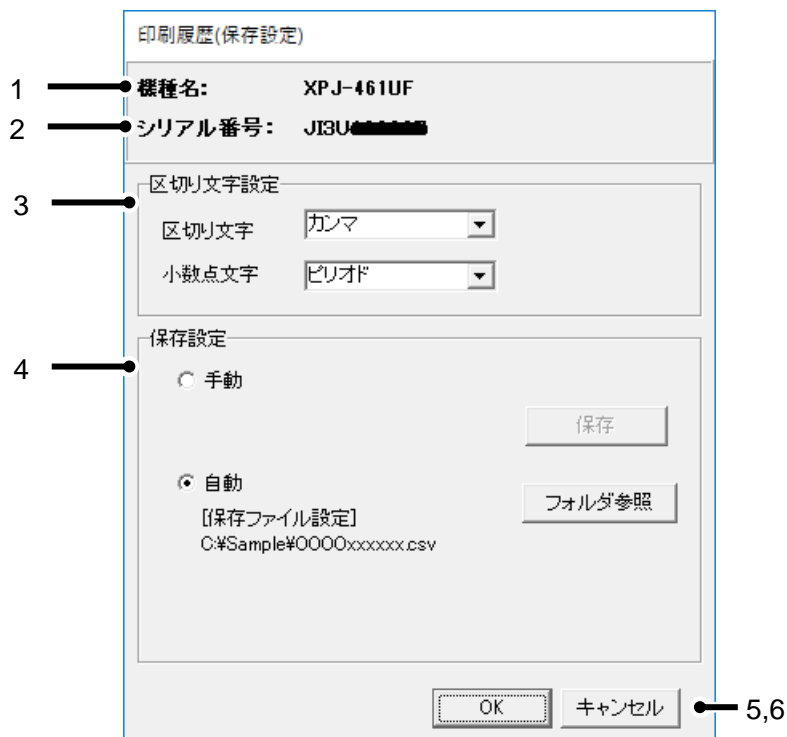 印刷履歴(保存設定)
1
機種名: XPJ-461UF
2
シリアル番号: JI3U
3
区切り文字設定
区切り文字 カンマ
小数点文字 ピリオド
4
保存設定
手動
保存
自動
フォルダ参照
[保存ファイル設定]
C:¥Sample¥OOOOxxxxxx.csv
OK キャンセル 5,6